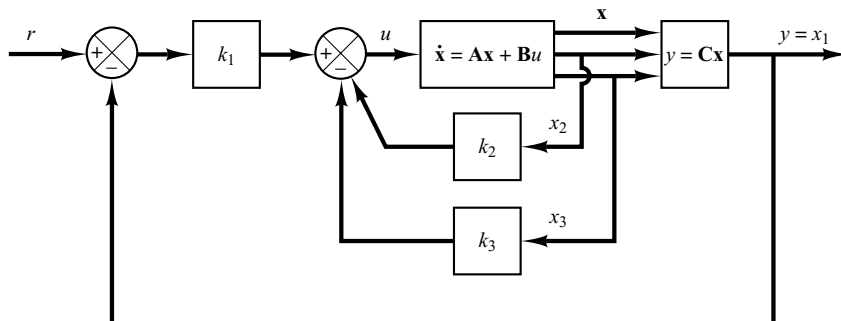 r
+
−
k₁
+
−
u
ẋ = Ax + Bu
x
y = Cx
y = x₁
k₂
x₂
k₃
x₃